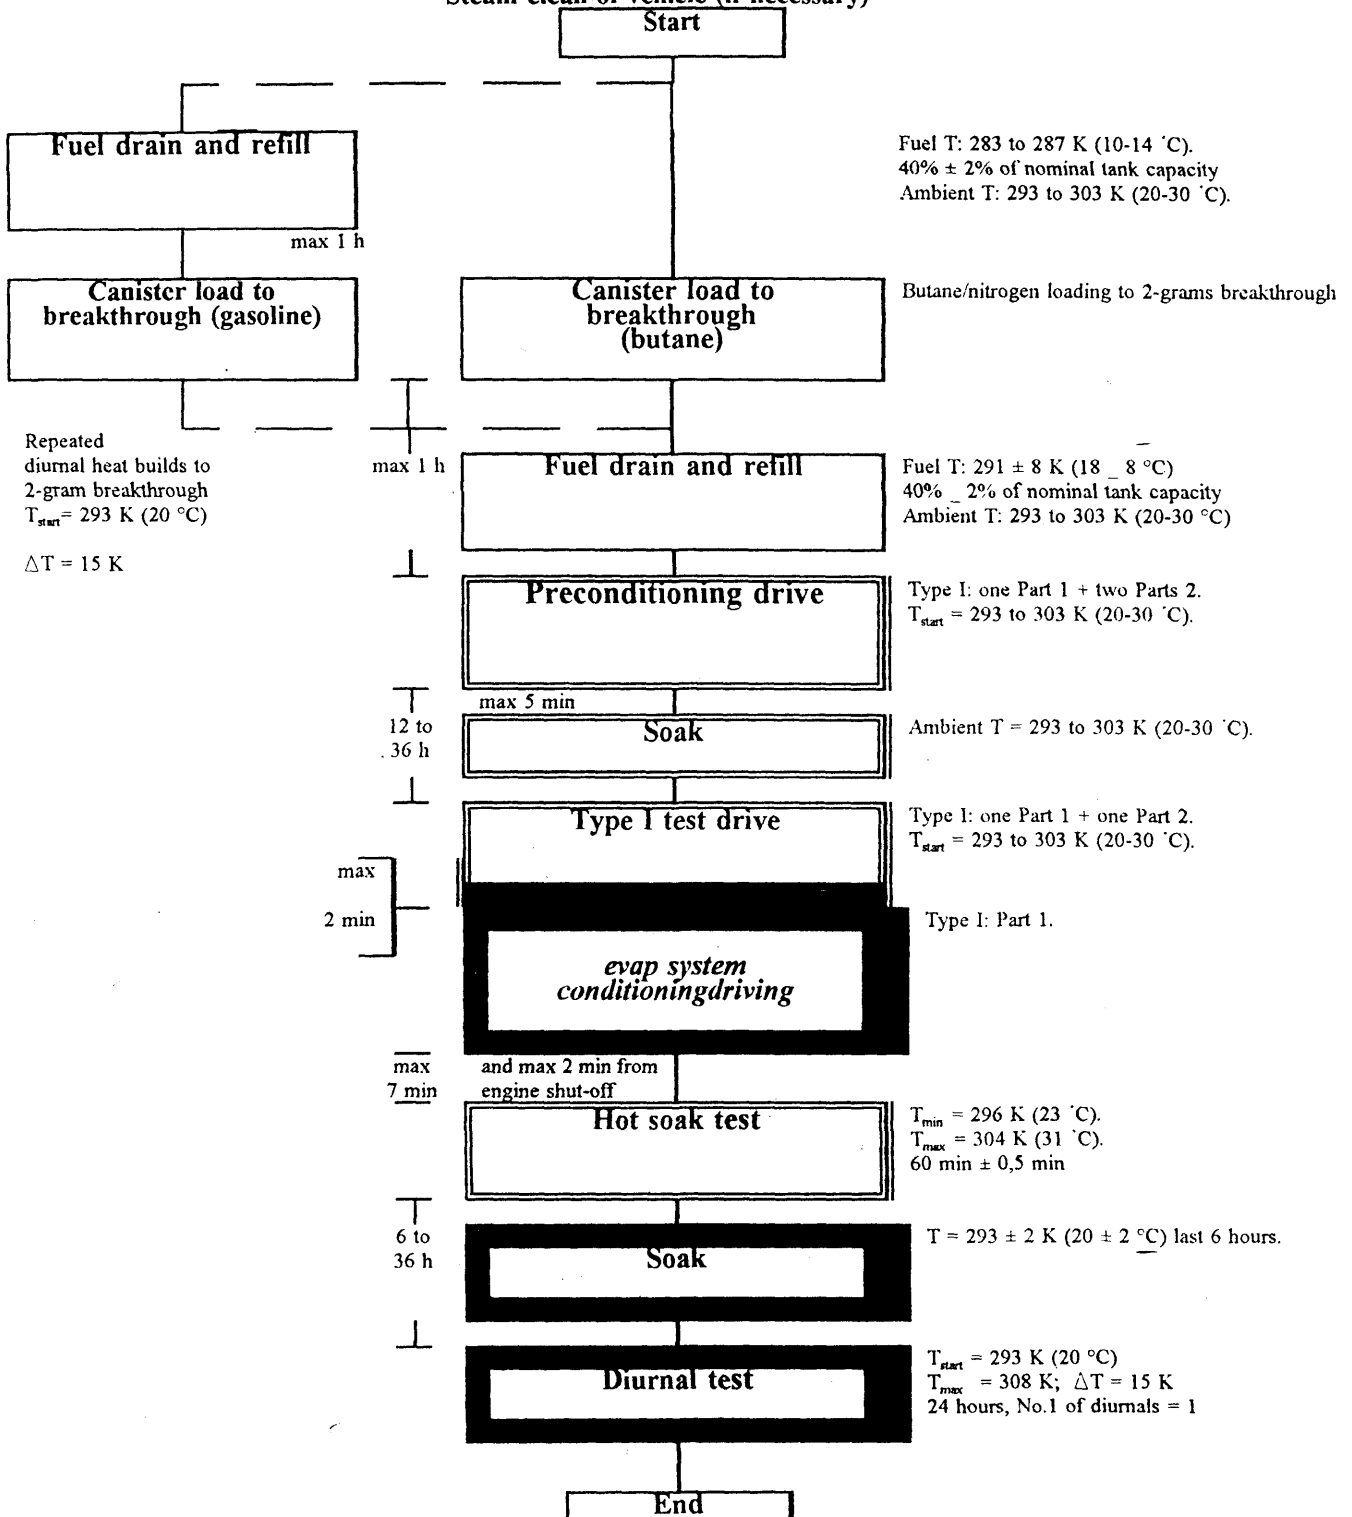 Steam clean of vehicle (if necessary)
Start
Fuel drain and refill
Fuel T: 283 to 287 K (10-14 °C).
40% ± 2% of nominal tank capacity
Ambient T: 293 to 303 K (20-30 °C).
max 1 h
Canister load to
breakthrough (gasoline)
Canister load to
breakthrough
(butane)
Butane/nitrogen loading to 2-grams breakthrough
Repeated
diurnal heat builds to
2-gram breakthrough
Tstart= 293 K (20 °C)
△T = 15 K
max 1 h
Fuel drain and refill
Fuel T: 291 ± 8 K (18 _ 8 °C)
40% _ 2% of nominal tank capacity
Ambient T: 293 to 303 K (20-30 °C)
Preconditioning drive
Type I: one Part 1 + two Parts 2.
Tstart = 293 to 303 K (20-30 °C).
max 5 min
12 to
36 h
Soak
Ambient T = 293 to 303 K (20-30 °C).
Type I test drive
Type I: one Part 1 + one Part 2.
Tstart = 293 to 303 K (20-30 °C).
max
2 min
Type I: Part 1.
evap system
conditioningdriving
max
7 min
and max 2 min from
engine shut-off
Hot soak test
Tmin = 296 K (23 °C).
Tmax = 304 K (31 °C).
60 min ± 0,5 min
6 to
36 h
Soak
T = 293 ± 2 K (20 ± 2 °C) last 6 hours.
Diurnal test
Tstart = 293 K (20 °C)
Tmax = 308 K; △T = 15 K
24 hours, No.1 of diurnals = 1
End